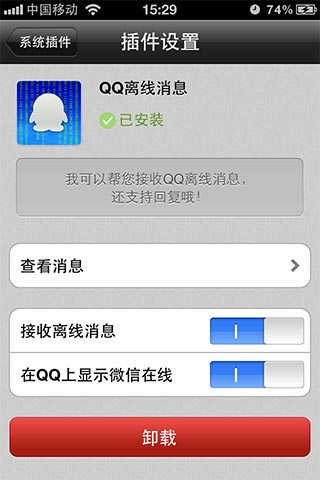 中国移动 15:29 74%
系统插件 插件设置
QQ离线消息
已安装
我可以帮您接收QQ离线消息，
还支持回复哦！
查看消息
接收离线消息
在QQ上显示微信在线
卸载